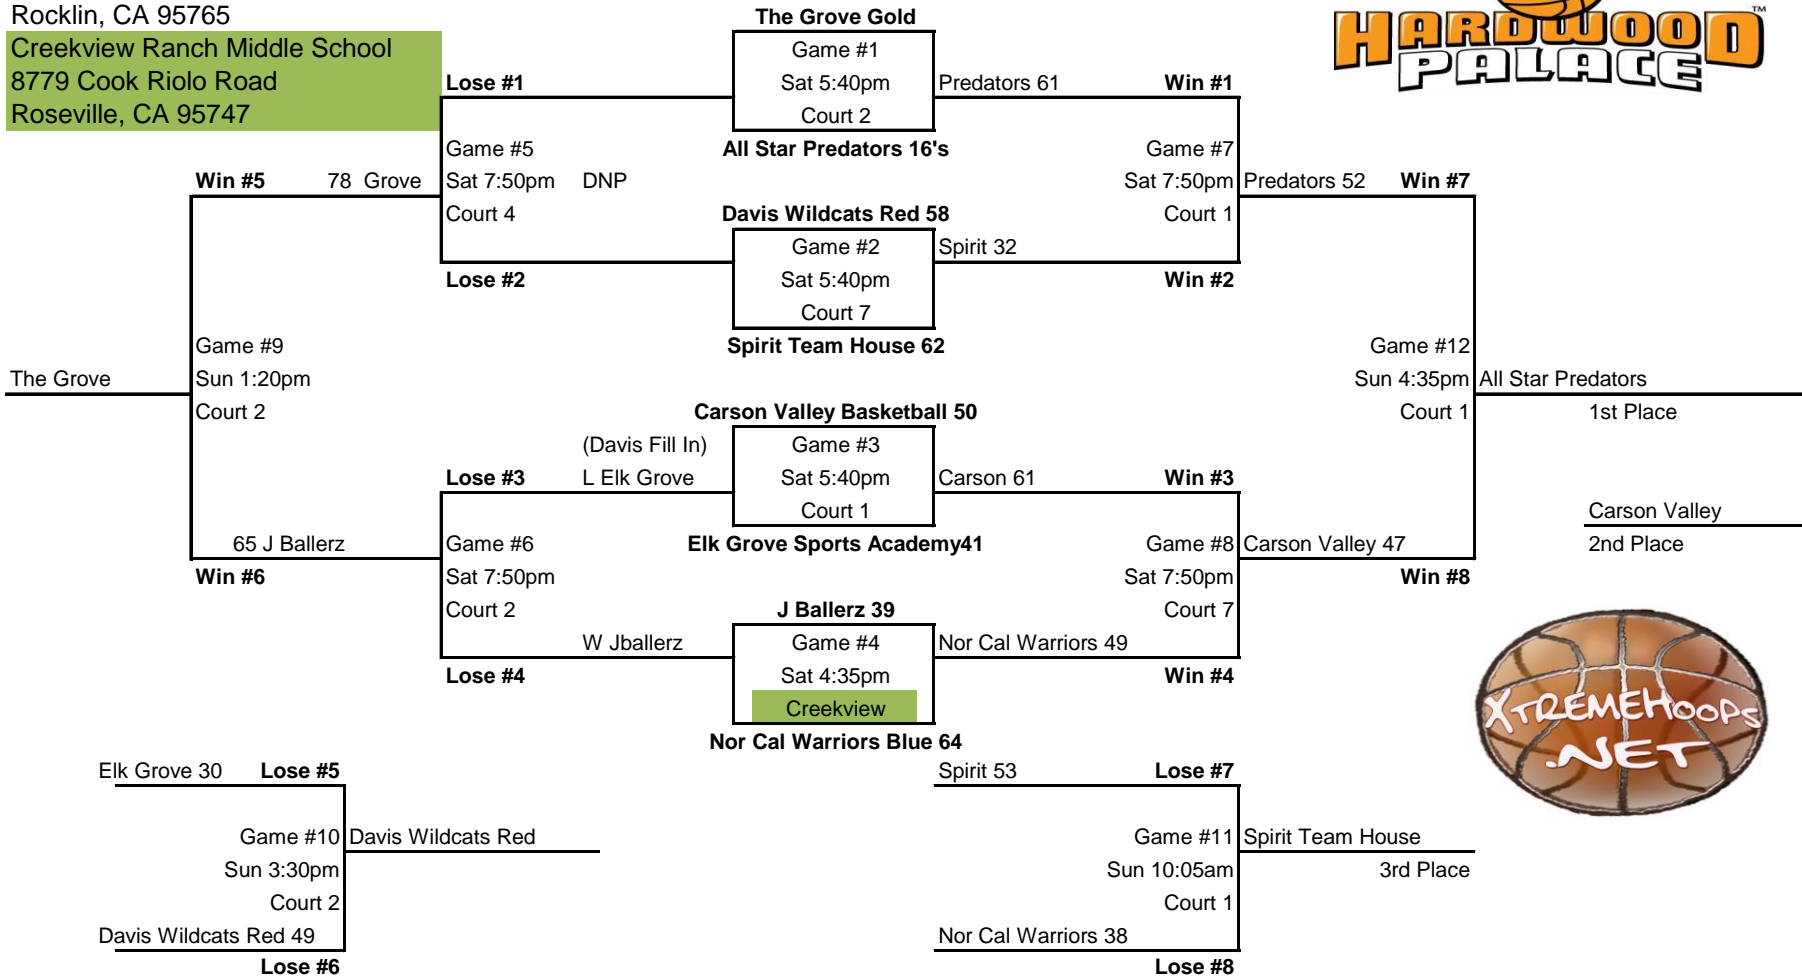 Rocklin, CA 95765
Creekview Ranch Middle School
8779 Cook Riolo Road
Roseville, CA 95747
HARDWOOD
PALACE
TM
The Grove Gold
Game #1
Sat 5:40pm
Court 2
All Star Predators 16's
Lose #1
Predators 61
Win #1
Game #5
Sat 7:50pm
DNP
Court 4
Win #5
78 Grove
Game #7
Sat 7:50pm
Court 1
Predators 52
Win #7
Davis Wildcats Red 58
Game #2
Sat 5:40pm
Court 7
Spirit Team House 62
Lose #2
Spirit 32
Win #2
Game #9
Sun 1:20pm
Court 2
The Grove
Game #12
Sun 4:35pm
Court 1
All Star Predators
1st Place
Carson Valley Basketball 50
(Davis Fill In)
Game #3
Sat 5:40pm
Court 1
Elk Grove Sports Academy41
Lose #3
L Elk Grove
Carson 61
Win #3
Carson Valley
2nd Place
65 J Ballerz
Win #6
Game #6
Sat 7:50pm
Court 2
Game #8
Sat 7:50pm
Court 7
Carson Valley 47
Win #8
J Ballerz 39
Game #4
Sat 4:35pm
Creekview
Nor Cal Warriors Blue 64
W Jballerz
Lose #4
Nor Cal Warriors 49
Win #4
XTREMEHOOPS
.NET
Elk Grove 30
Lose #5
Game #10
Sun 3:30pm
Court 2
Davis Wildcats Red
Davis Wildcats Red 49
Lose #6
Spirit 53
Lose #7
Game #11
Sun 10:05am
Court 1
Spirit Team House
3rd Place
Nor Cal Warriors 38
Lose #8